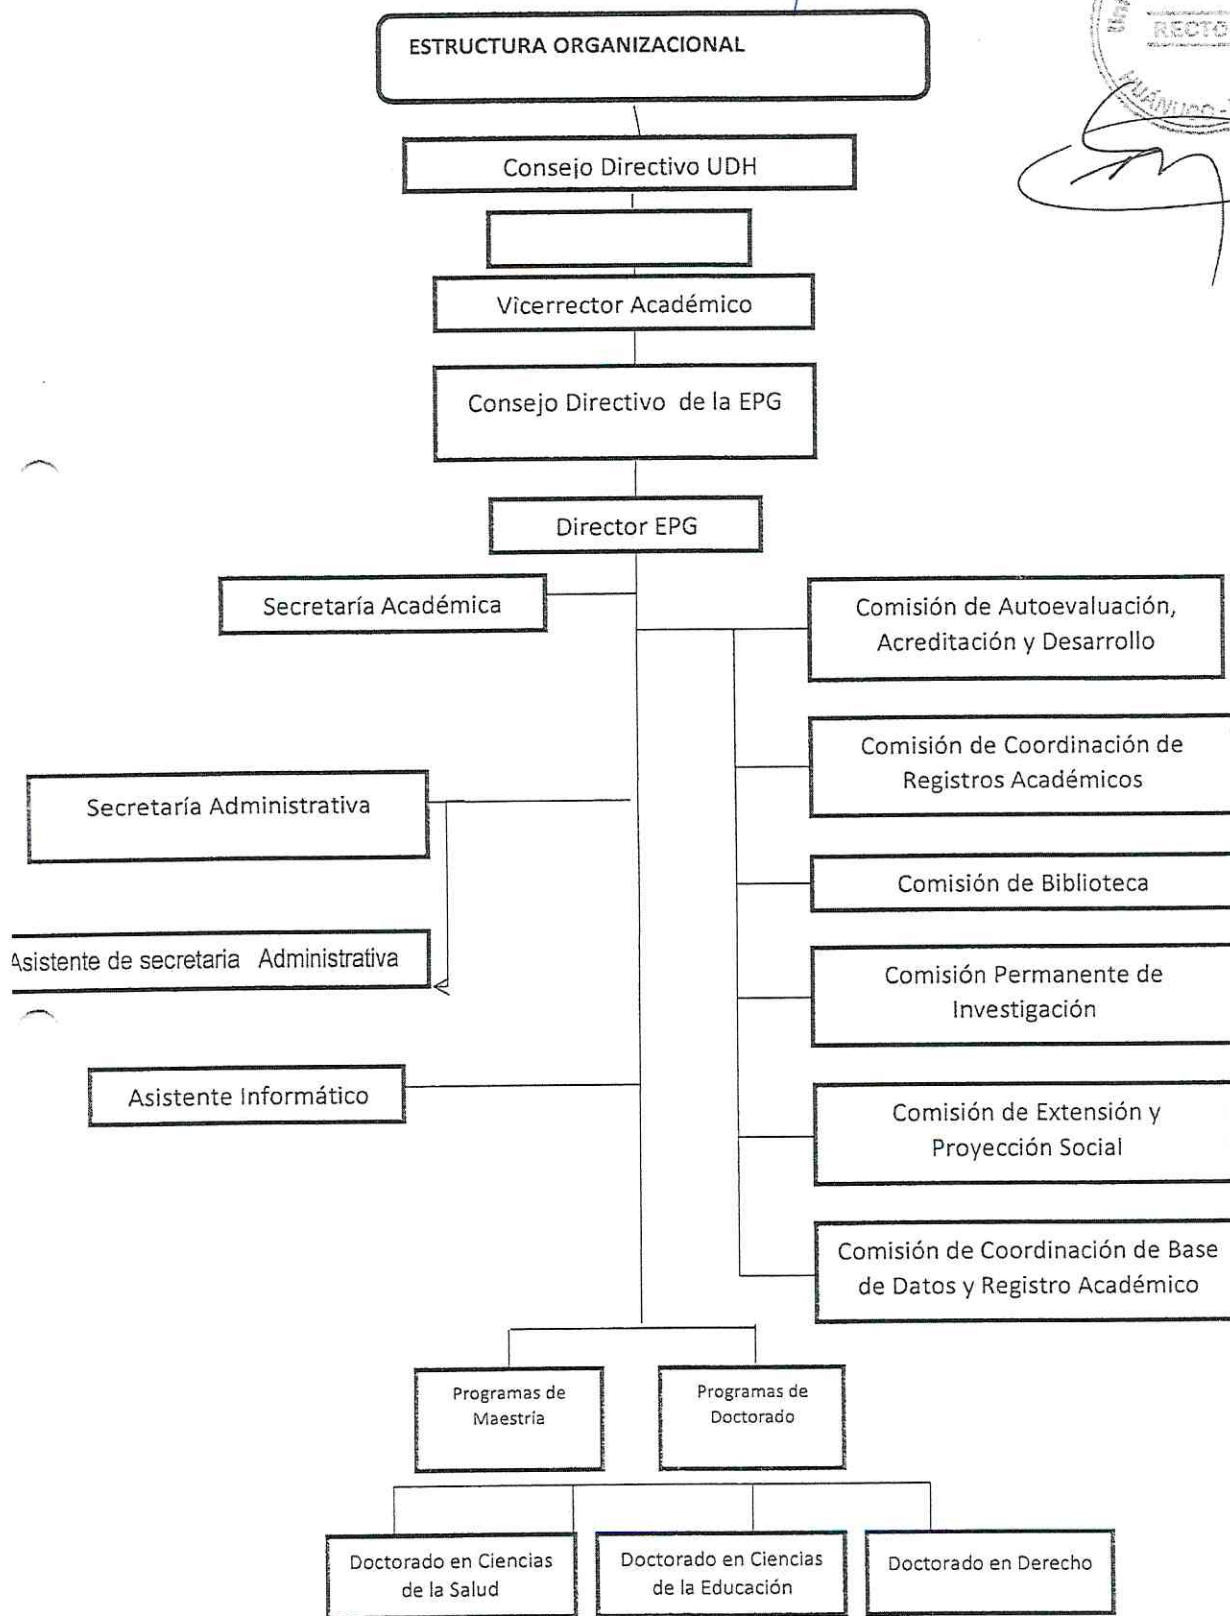 ESTRUCTURA ORGANIZACIONAL
RECTO
HUÁNUCO -
Consejo Directivo UDH
Vicerrector Académico
Consejo Directivo de la EPG
Director EPG
Secretaría Académica
Comisión de Autoevaluación,
Acreditación y Desarrollo
Comisión de Coordinación de
Registros Académicos
Secretaría Administrativa
Comisión de Biblioteca
Asistente de secretaria Administrativa
Comisión Permanente de
Investigación
Asistente Informático
Comisión de Extensión y
Proyección Social
Comisión de Coordinación de Base
de Datos y Registro Académico
Programas de
Maestría
Programas de
Doctorado
Doctorado en Ciencias
de la Salud
Doctorado en Ciencias
de la Educación
Doctorado en Derecho